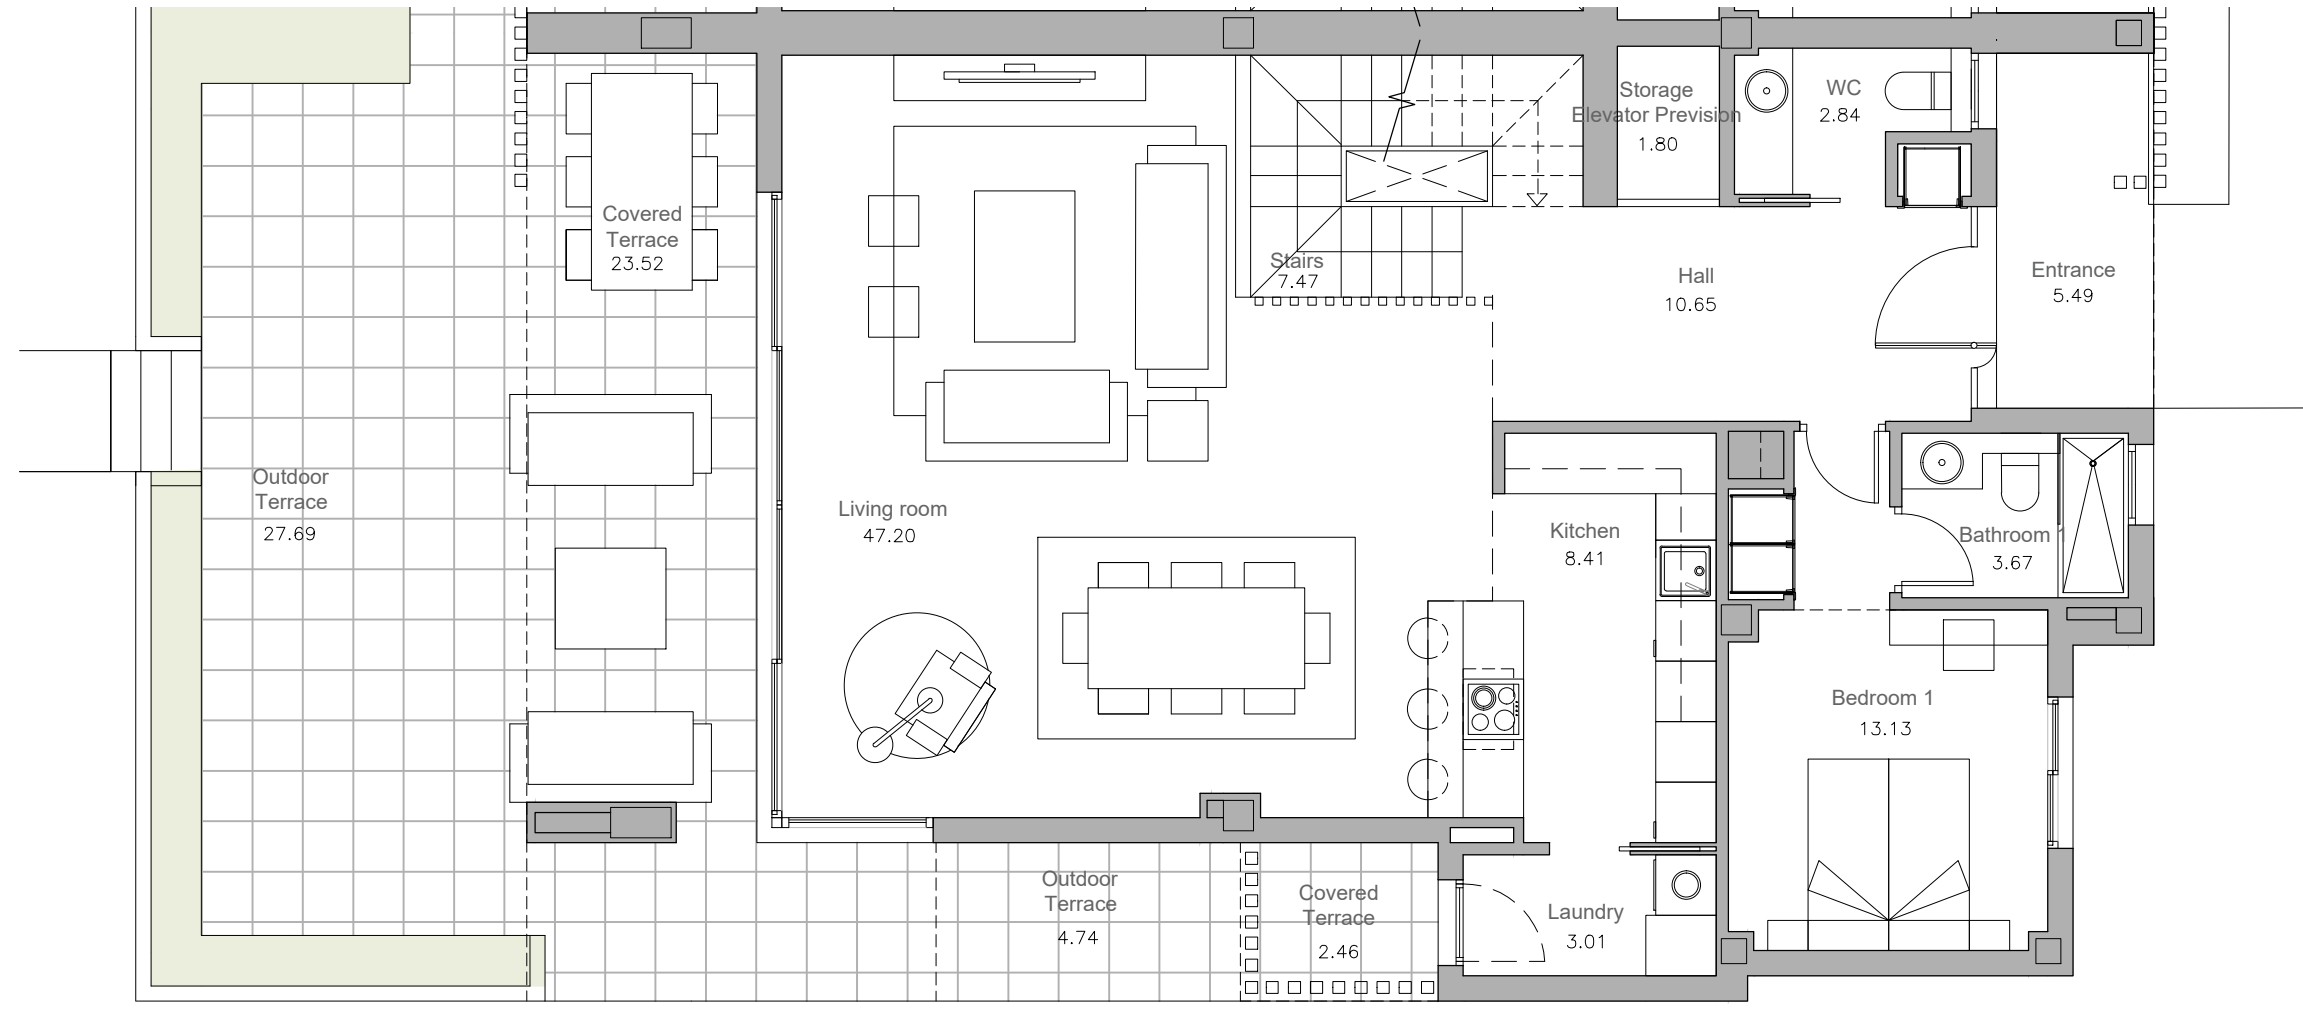 Storage
Elevator Prevision
1.80
WC
2.84
Covered
Terrace
23.52
Stairs
7.47
Hall
10.65
Entrance
5.49
Outdoor
Terrace
27.69
Living room
47.20
Kitchen
8.41
Bathroom 1
3.67
Bedroom 1
13.13
Outdoor
Terrace
4.74
Covered
Terrace
2.46
Laundry
3.01